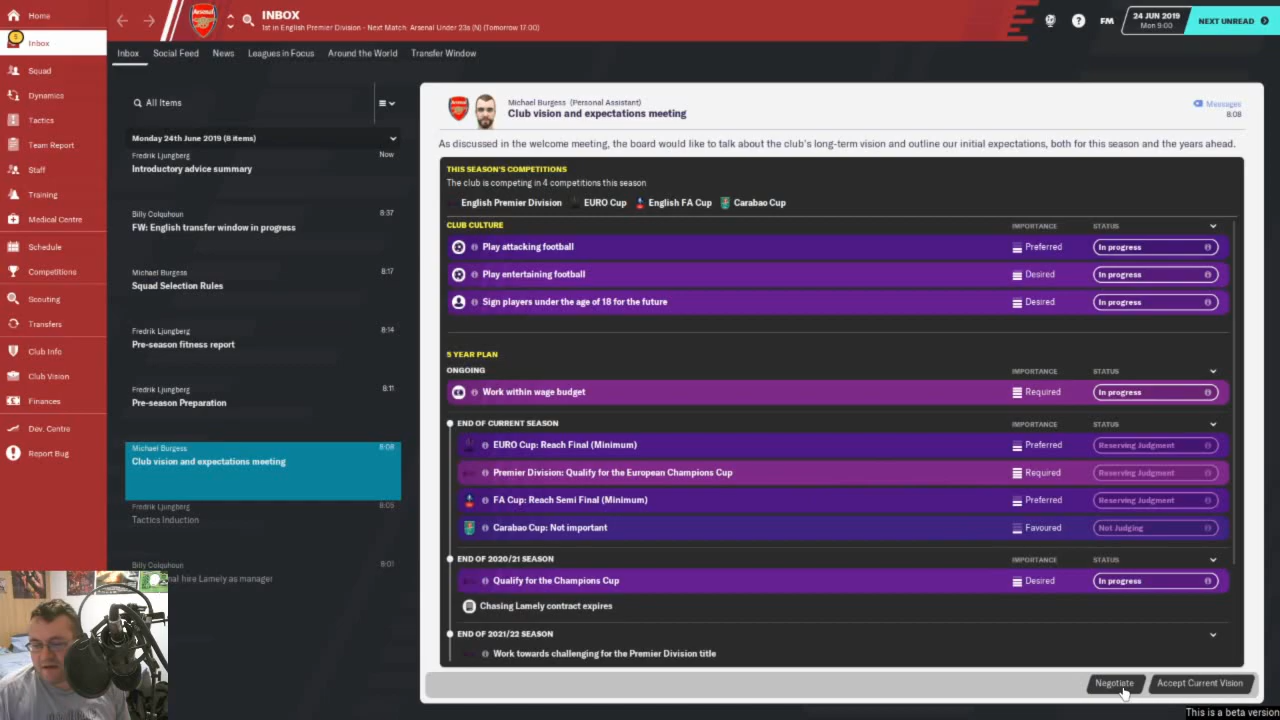 Home
5
Inbox
Squad
Dynamics
Tactics
Team Report
Staff
Training
Medical Centre
Schedule
Competitions
Scouting
Transfers
Club Info
Club Vision
Finances
Dev. Centre
Report Bug
INBOX
1st in English Premier Division - Next Match: Arsenal Under 23s (N) (Tomorrow 17:00)
? FM
24 JUN 2019
Mon 9:00
NEXT UNREAD
Inbox Social Feed News Leagues in Focus Around the World Transfer Window
All Items
Monday 24th June 2019 (8 items)
Fredrik Ljungberg Now
Introductory advice summary
Billy Colquhoun 8:37
FW: English transfer window in progress
Michael Burgess 8:17
Squad Selection Rules
Fredrik Ljungberg 8:14
Pre-season fitness report
Fredrik Ljungberg 8:11
Pre-season Preparation
Michael Burgess 8:08
Club vision and expectations meeting
Fredrik Ljungberg 8:05
Tactics Induction
Billy Colquhoun 8:01
nal hire Lamely as manager
Arsenal
Michael Burgess (Personal Assistant)
Club vision and expectations meeting
Messages
8:08
As discussed in the welcome meeting, the board would like to talk about the club's long-term vision and outline our initial expectations, both for this season and the years ahead.
THIS SEASON'S COMPETITIONS
The club is competing in 4 competitions this season
English Premier Division EURO Cup English FA Cup Carabao Cup
CLUB CULTURE IMPORTANCE STATUS
Play attacking football Preferred In progress
Play entertaining football Desired In progress
Sign players under the age of 18 for the future Desired In progress
5 YEAR PLAN
ONGOING IMPORTANCE STATUS
Work within wage budget Required In progress
END OF CURRENT SEASON IMPORTANCE STATUS
EURO Cup: Reach Final (Minimum) Preferred Reserving Judgment
Premier Division: Qualify for the European Champions Cup Required Reserving Judgment
FA Cup: Reach Semi Final (Minimum) Preferred Reserving Judgment
Carabao Cup: Not important Favoured Not Judging
END OF 2020/21 SEASON IMPORTANCE STATUS
Qualify for the Champions Cup Desired In progress
Chasing Lamely contract expires
END OF 2021/22 SEASON
Work towards challenging for the Premier Division title
Negotiate Accept Current Vision
This is a beta version